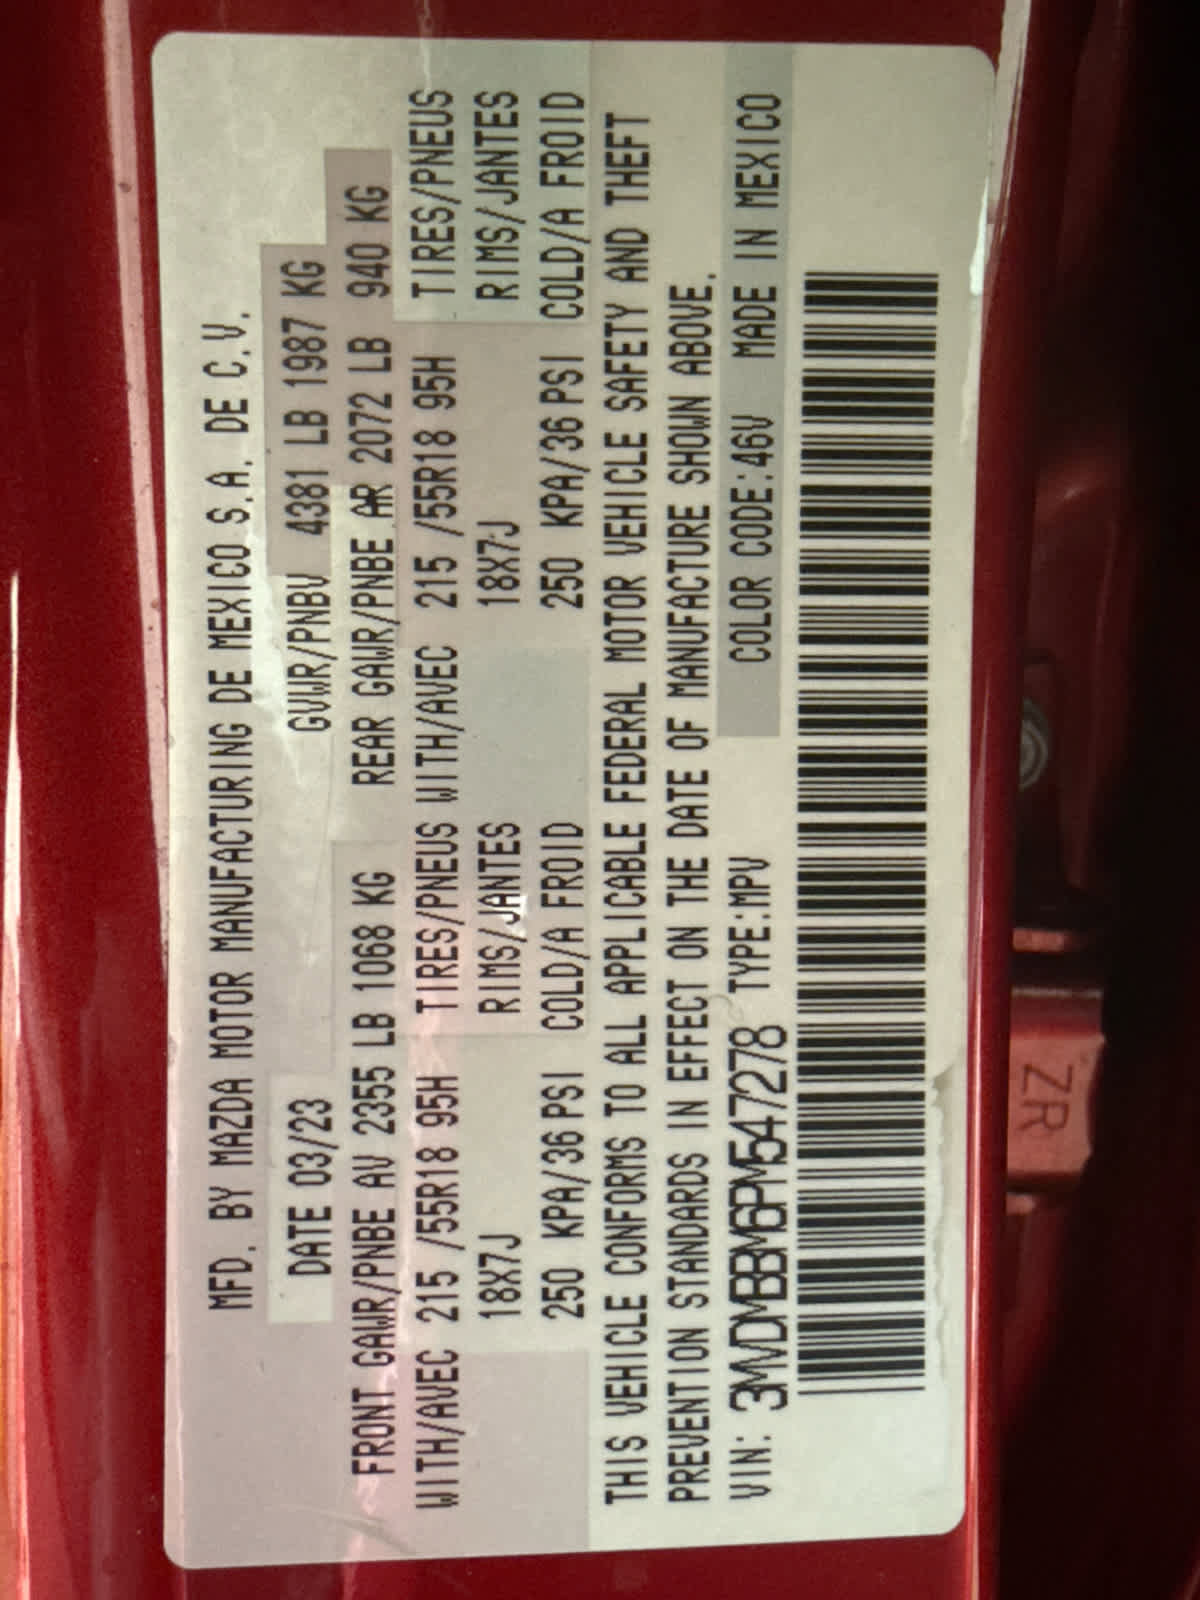 MFD. BY MAZDA MOTOR MANUFACTURING DE MEXICO S.A. DE C.V.
DATE 03/23 GVWR/PNBV 4381 LB 1987 KG
FRONT GAWR/PNBE AV 2355 LB 1068 KG REAR GAWR/PNBE AR 2072 LB 940 KG
WITH/AVEC 215 /55R18 95H TIRES/PNEUS WITH/AVEC 215 /55R18 95H TIRES/PNEUS
18X7J RIMS/JANTES 18X7J RIMS/JANTES
250 KPA/36 PSI COLD/A FROID 250 KPA/36 PSI COLD/A FROID
THIS VEHICLE CONFORMS TO ALL APPLICABLE FEDERAL MOTOR VEHICLE SAFETY AND THEFT
PREVENTION STANDARDS IN EFFECT ON THE DATE OF MANUFACTURE SHOWN ABOVE.
VIN: 3MVDMBBM6PM547278 TYPE:MPV COLOR CODE:46V MADE IN MEXICO
ZR